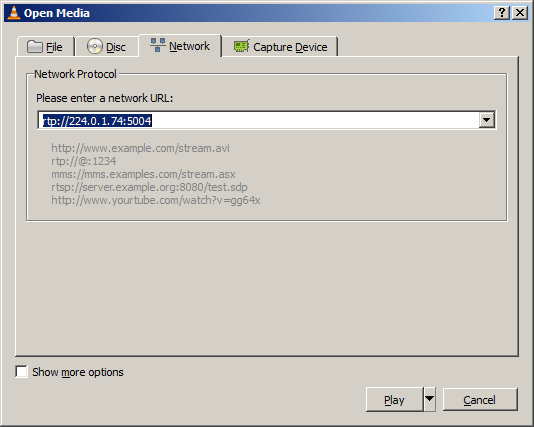 Open Media
File
Disc
Network
Capture Device
Network Protocol
Please enter a network URL:
rtp://224.0.1.74:5004
http://www.example.com/stream.avi
rtp://@:1234
mms://mms.examples.com/stream.asx
rtsp://server.example.org:8080/test.sdp
http://www.yourtube.com/watch?v=gg64x
Show more options
Play
Cancel